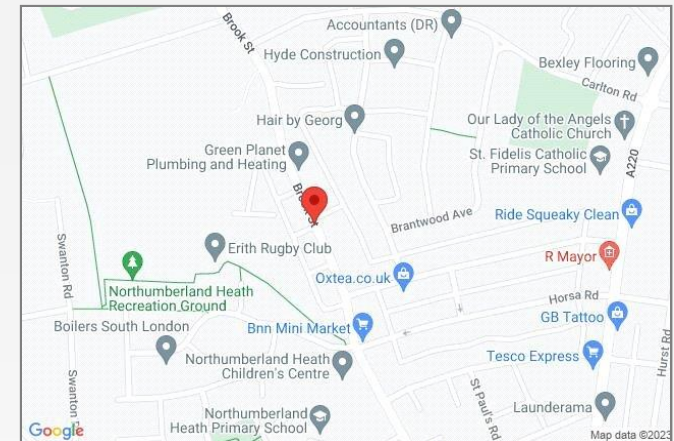 Brook St
Accountants (DR)
Hyde Construction
Bexley Flooring
Carlton Rd
Hair by Georg
Our Lady of the Angels
Catholic Church
Green Planet
Plumbing and Heating
St. Fidelis Catholic
Primary School
A220
Brook St
Brantwood Ave
Ride Squeaky Clean
Swanton Rd
Erith Rugby Club
R Mayor
Oxtea.co.uk
Northumberland Heath
Recreation Ground
Horsa Rd
Boilers South London
Bnn Mini Market
GB Tattoo
Hurst Rd
Northumberland Heath
Children's Centre
Tesco Express
Swanton
St Paul's Rd
Launderama
Northumberland
Heath Primary School
Google
Map data ©2023